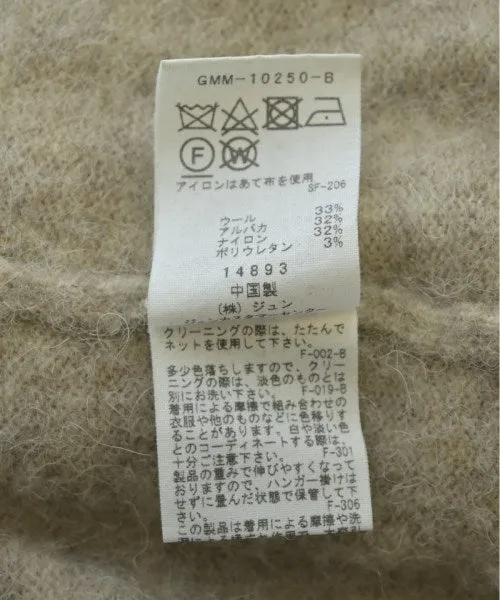 GMM-10250-B
F W
アイロンはあて布を使用
SF-206
ウール 33%
アルパカ 32%
ナイロン 32%
ポリウレタン 3%
14893
中国製
(株) ジュン
クリーニングの際は、たたんで
ネットを使用して下さい。
F-002-B
多少色落ちしますので、クリー
ニングの際は、淡色のものとは
別にお洗い下さい。
F-019-B
着用による摩擦で組み合わせの
衣服や他のものなどに色移りす
ることがあります。白や淡い色
とのコーディネートする際は、
十分ご注意下さい。
F-301
製品の重みで伸びやすくなって
おりますので、ハンガー掛けは
せずに畳んだ状態で保管して下
さい。
F-306
この製品は着用による摩擦や洗